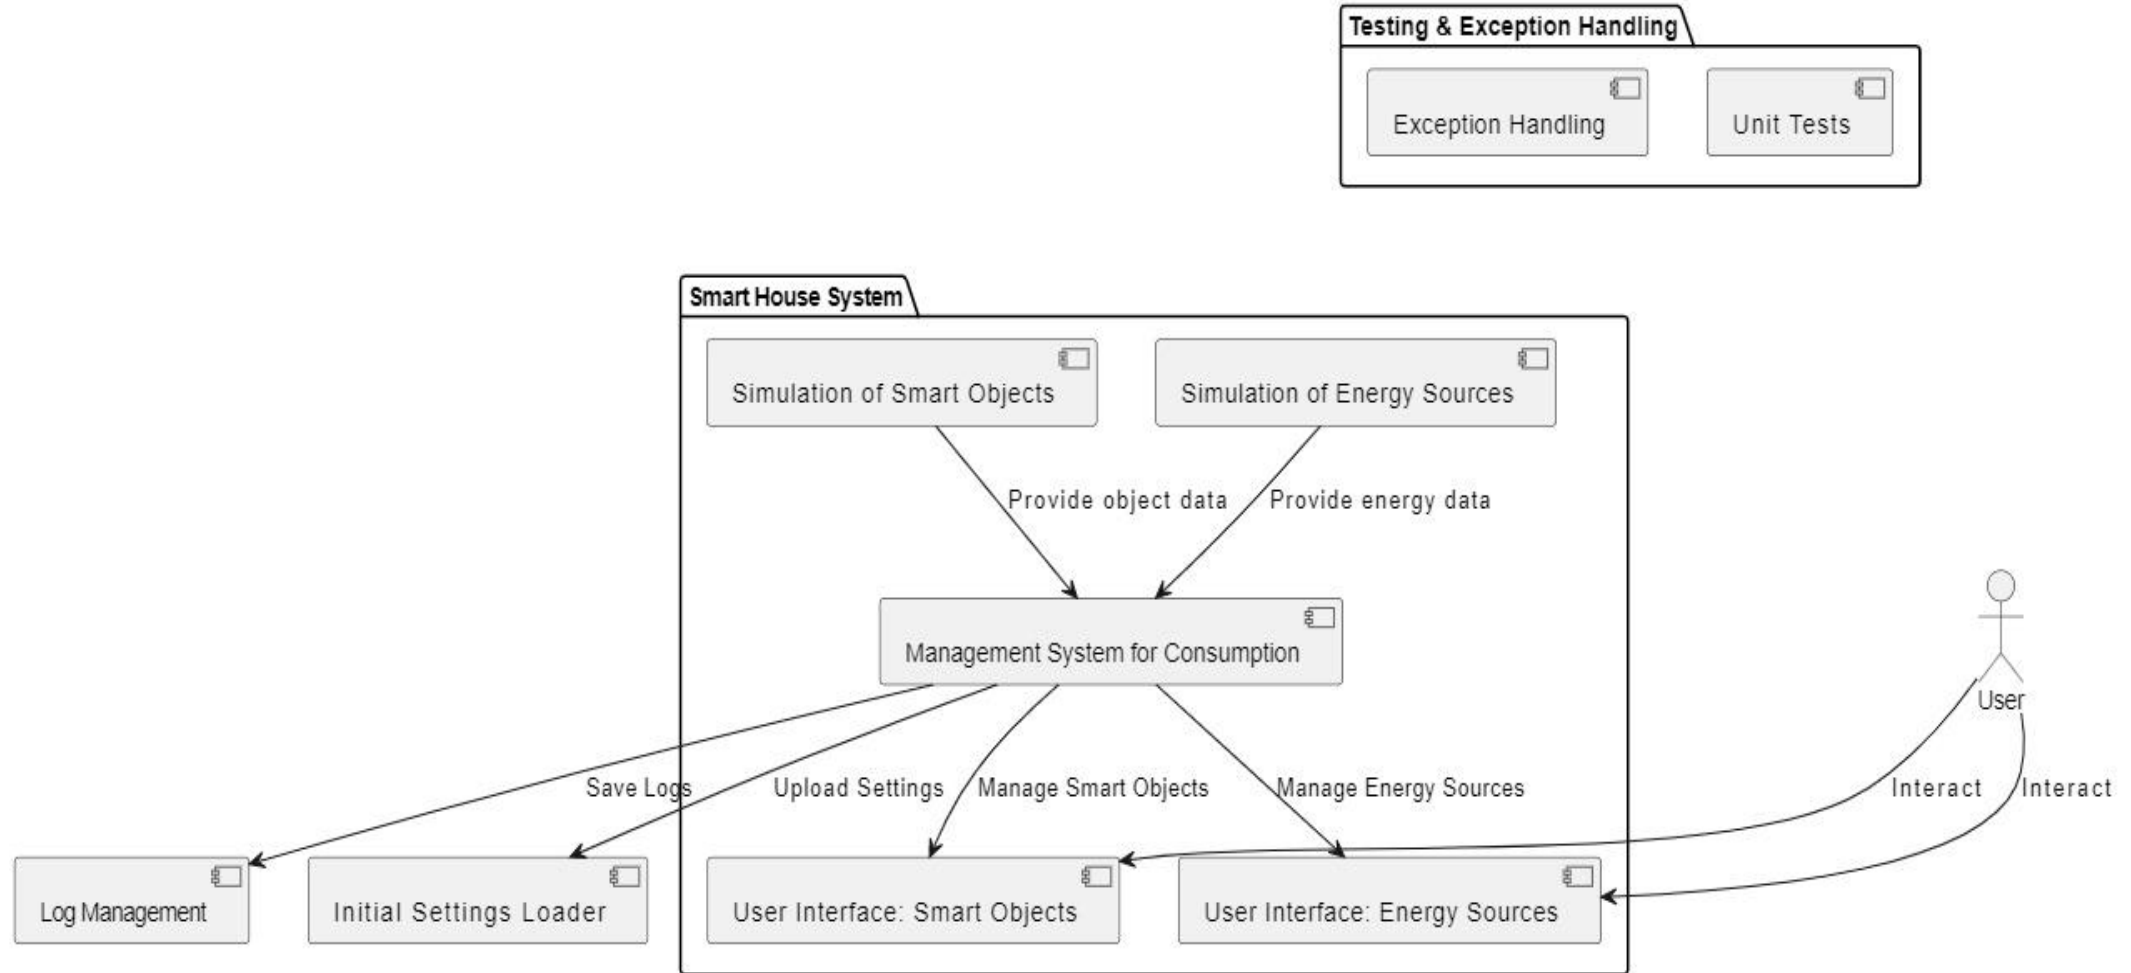 Testing & Exception Handling
Exception Handling
Unit Tests
Smart House System
Simulation of Smart Objects
Simulation of Energy Sources
Provide object data
Provide energy data
Management System for Consumption
User
Save Logs
Upload Settings
Manage Smart Objects
Manage Energy Sources
Interact
Interact
Log Management
Initial Settings Loader
User Interface: Smart Objects
User Interface: Energy Sources